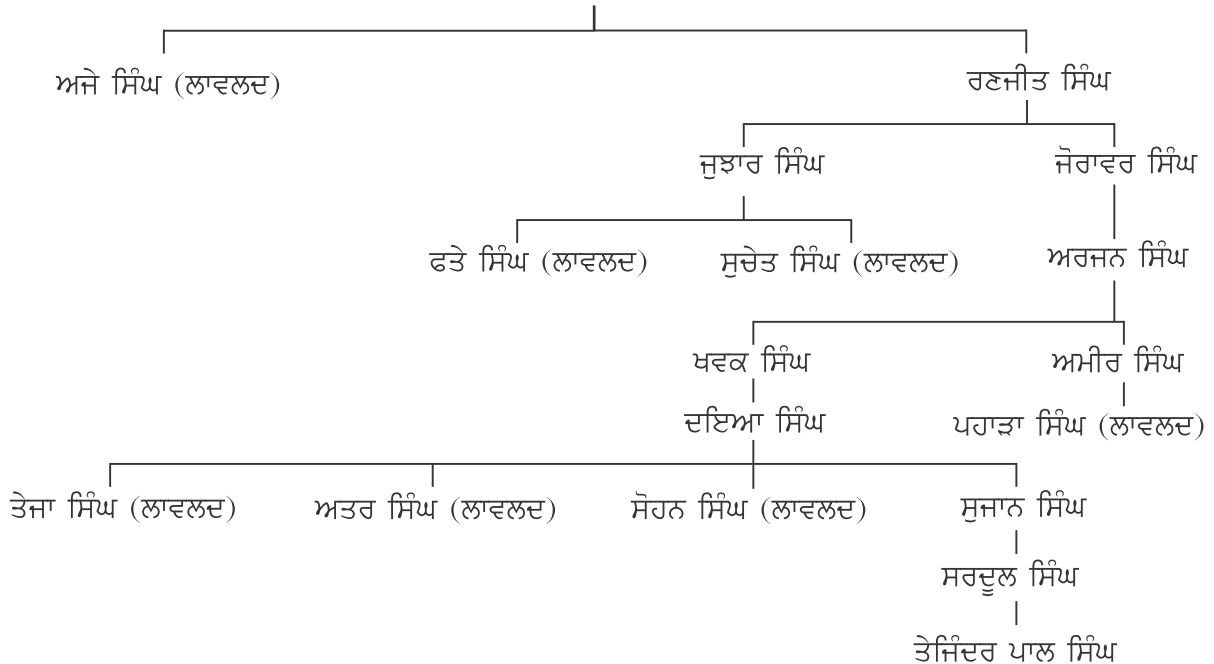 ਅਜੇ ਸਿੰਘ (ਲਾਵਲਦ) ਰਣਜੀਤ ਸਿੰਘ
ਜੁਝਾਰ ਸਿੰਘ ਜੋਰਾਵਰ ਸਿੰਘ
ਫਤੇ ਸਿੰਘ (ਲਾਵਲਦ) ਸੁਚੇਤ ਸਿੰਘ (ਲਾਵਲਦ) ਅਰਜਨ ਸਿੰਘ
ਖਵਕ ਸਿੰਘ ਅਮੀਰ ਸਿੰਘ
ਦਇਆ ਸਿੰਘ ਪਹਾੜਾ ਸਿੰਘ (ਲਾਵਲਦ)
ਤੇਜਾ ਸਿੰਘ (ਲਾਵਲਦ) ਅਤਰ ਸਿੰਘ (ਲਾਵਲਦ) ਸੋਹਨ ਸਿੰਘ (ਲਾਵਲਦ) ਸੁਜਾਨ ਸਿੰਘ
ਸਰਦੂਲ ਸਿੰਘ
ਤੇਜਿੰਦਰ ਪਾਲ ਸਿੰਘ